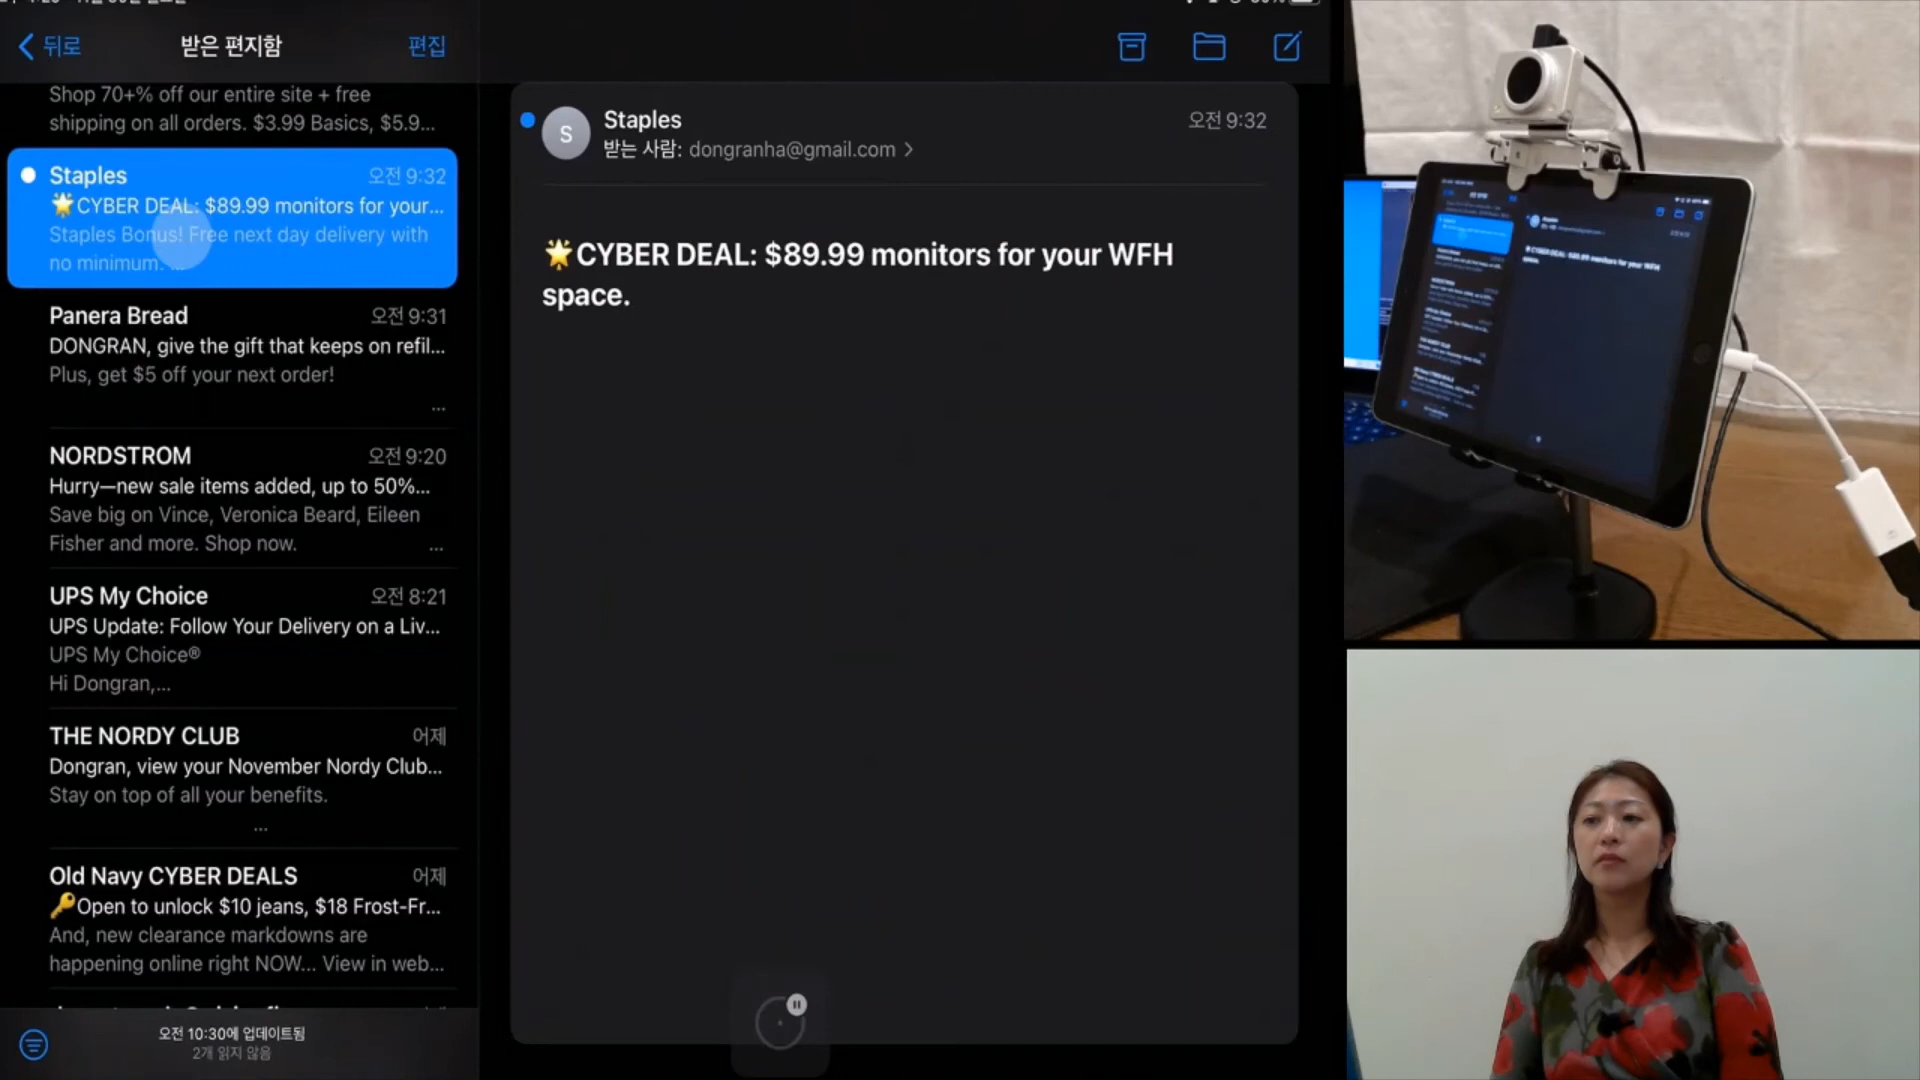 뒤로
받은 편지함
편집
Shop 70+% off our entire site + free
shipping on all orders. $3.99 Basics, $5.9...
Staples
오전 9:32
🌟CYBER DEAL: $89.99 monitors for your...
Staples Bonus! Free next day delivery with
no minimum. ...
Panera Bread
오전 9:31
DONGRAN, give the gift that keeps on refil...
Plus, get $5 off your next order!
...
NORDSTROM
오전 9:20
Hurry—new sale items added, up to 50%...
Save big on Vince, Veronica Beard, Eileen
Fisher and more. Shop now. ...
UPS My Choice
오전 8:21
UPS Update: Follow Your Delivery on a Liv...
UPS My Choice®
Hi Dongran,...
THE NORDY CLUB
어제
Dongran, view your November Nordy Club...
Stay on top of all your benefits.
...
Old Navy CYBER DEALS
어제
🔑Open to unlock $10 jeans, $18 Frost-Fr...
And, new clearance markdowns are
happening online right NOW... View in web...
오전 10:30에 업데이트됨
2개 읽지 않음
S
Staples
오전 9:32
받는 사람: dongranha@gmail.com
🌟CYBER DEAL: $89.99 monitors for your WFH
space.